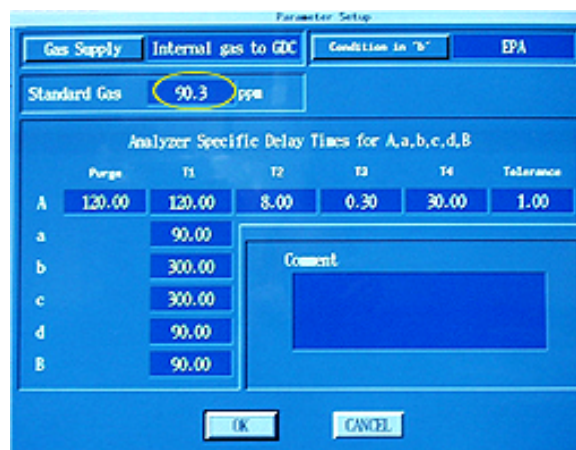 Parameter Setup
Gas Supply Internal gas to GDC Condition in "b" EPA
Standard Gas 90.3 ppm
Analyzer Specific Delay Times for A,a,b,c,d,B
Purge T1 T2 T3 T4 Tolerance
A 120.00 120.00 8.00 0.30 30.00 1.00
a 90.00
b 300.00
Comment
c 300.00
d 90.00
B 90.00
OK CANCEL